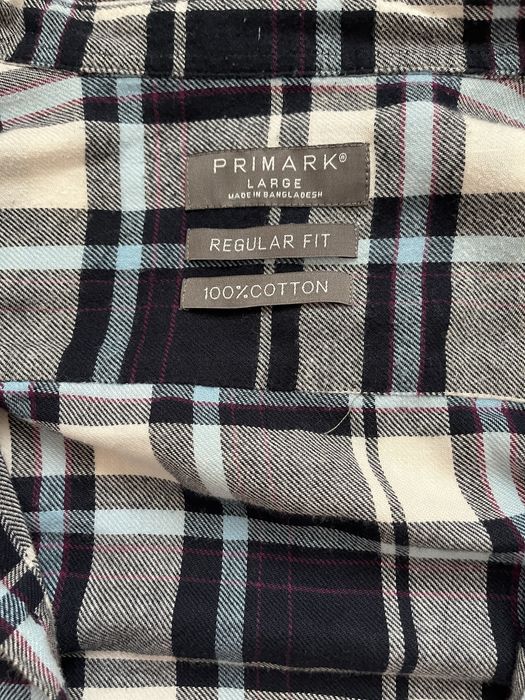 PRIMARK®
LARGE
MADE IN BANGLADESH
REGULAR FIT
100% COTTON